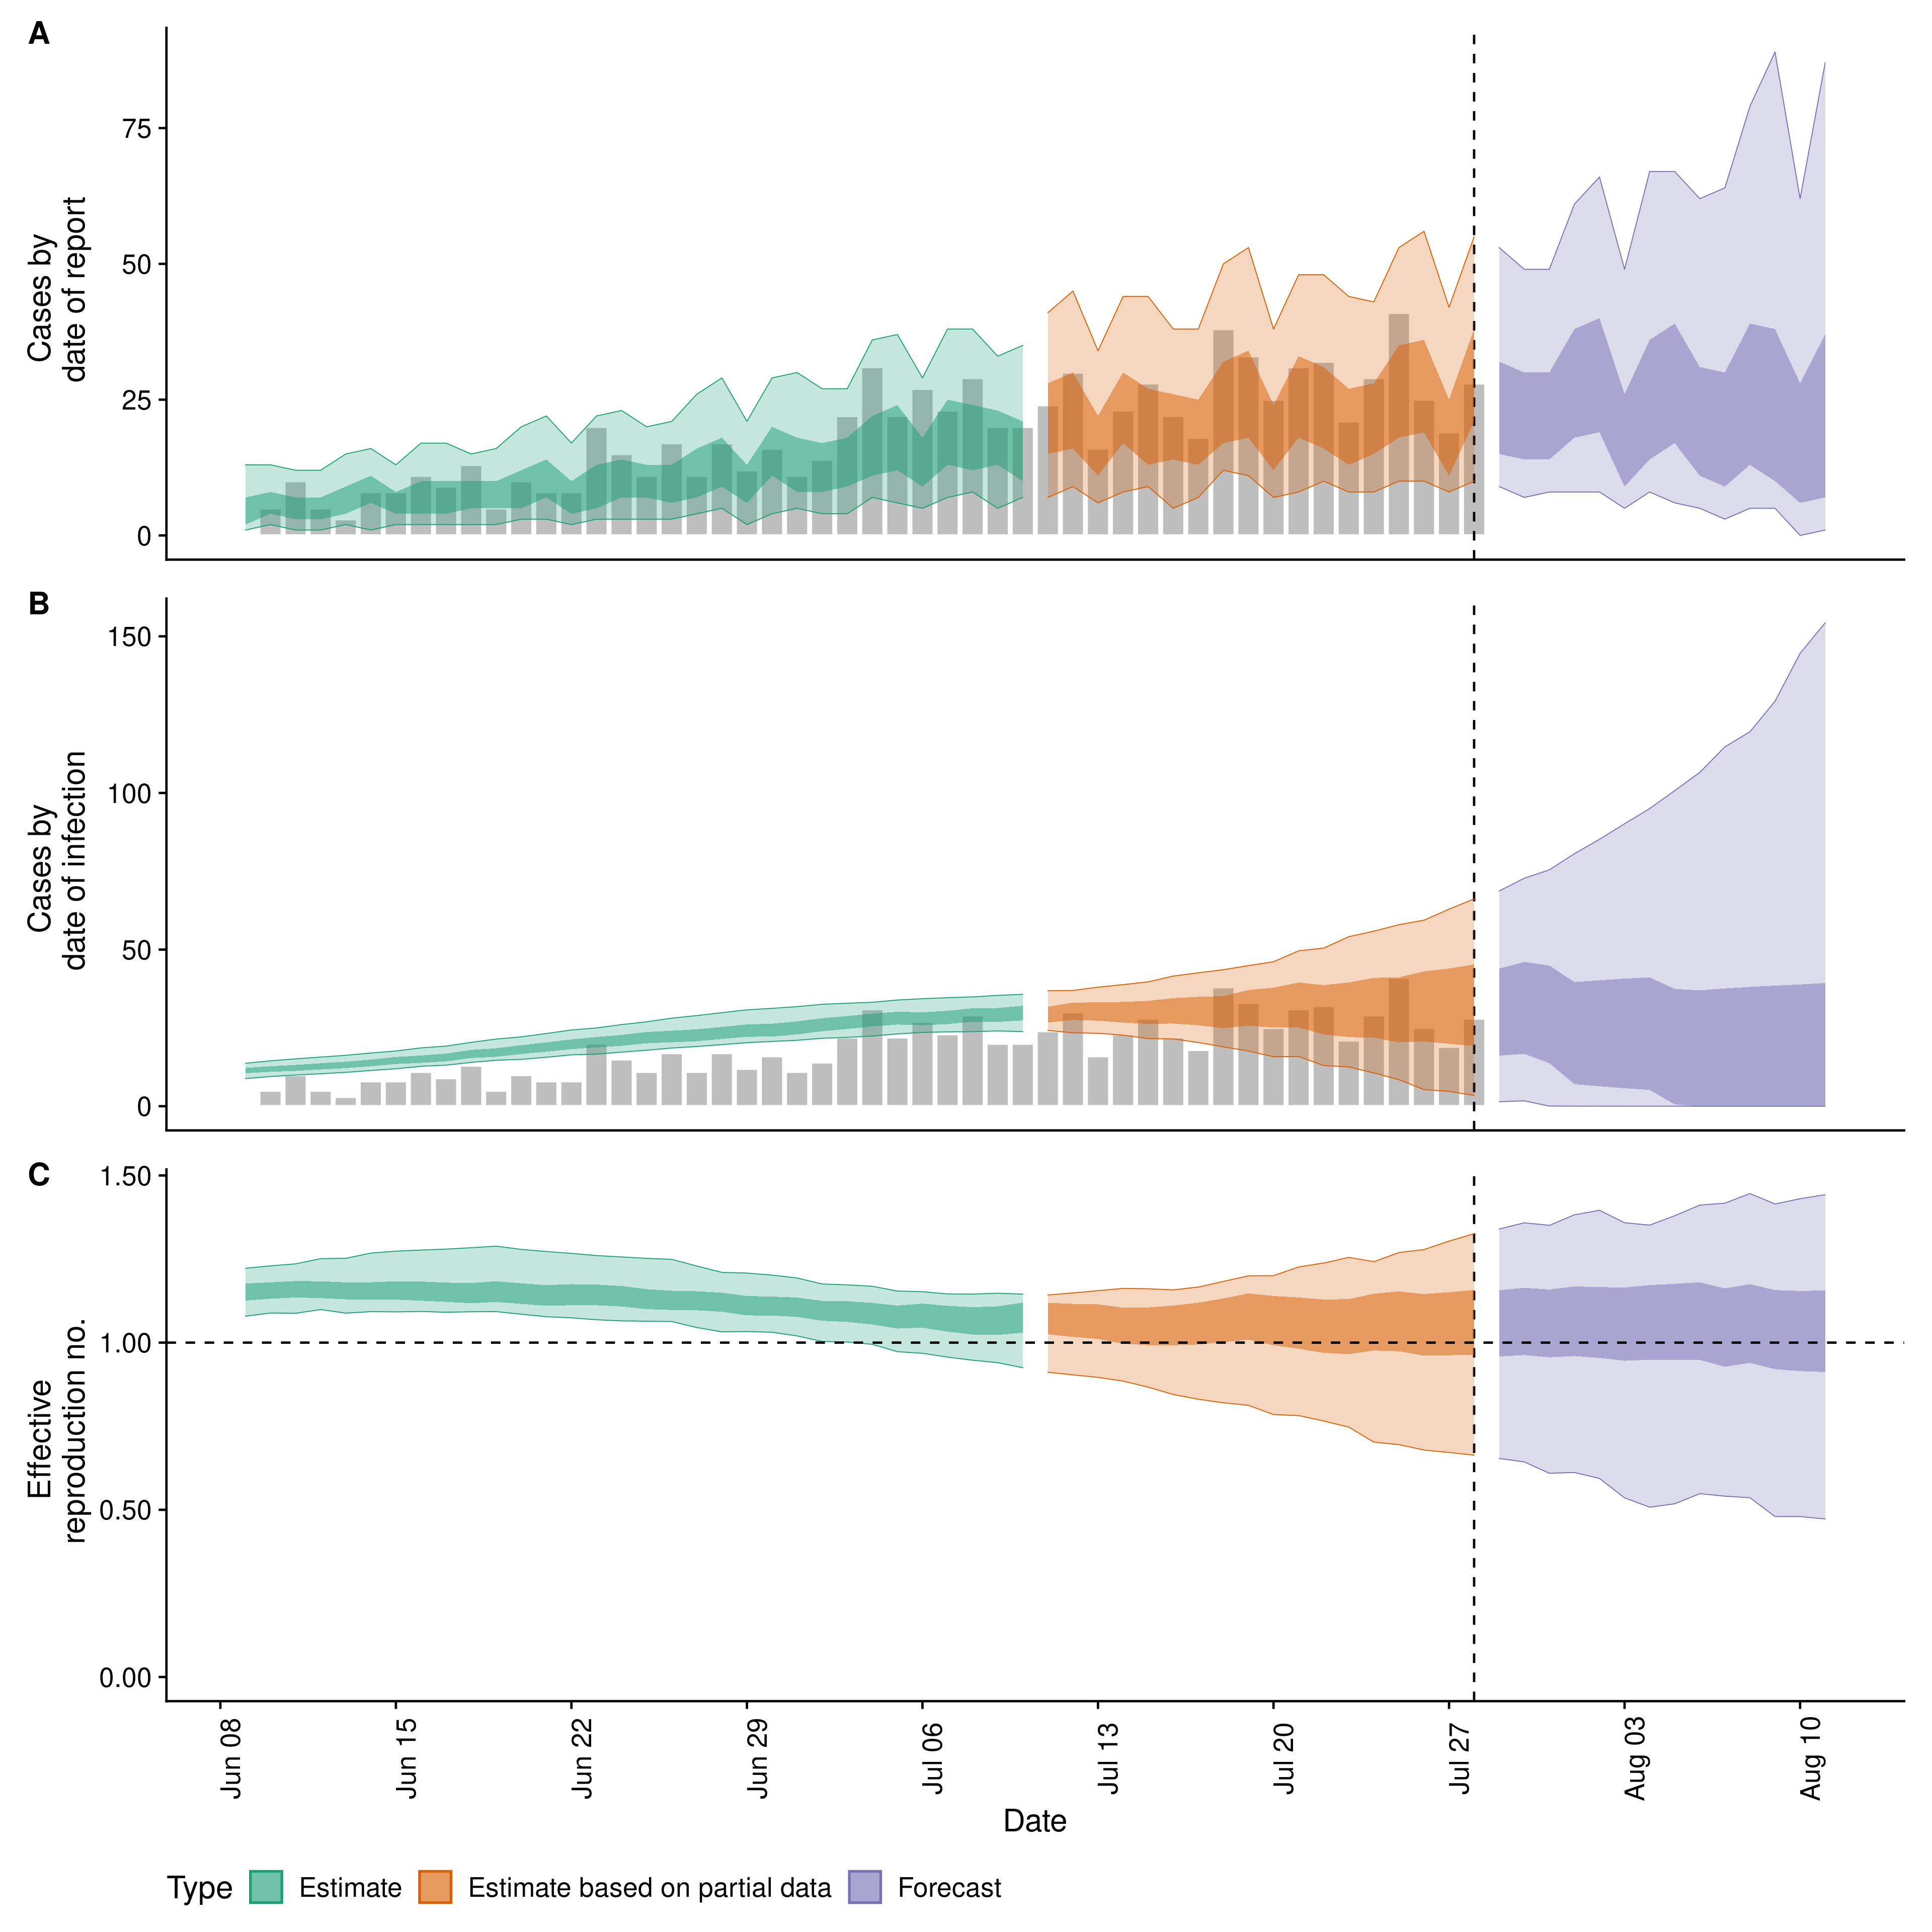 A
75
50
25
0
Cases by
date of report
B
150
100
50
0
Cases by
date of infection
C
1.50
1.00
0.50
0.00
Effective
reproduction no.
Jun 08
Jun 15
Jun 22
Jun 29
Jul 06
Jul 13
Jul 20
Jul 27
Aug 03
Aug 10
Date
Type Estimate Estimate based on partial data Forecast